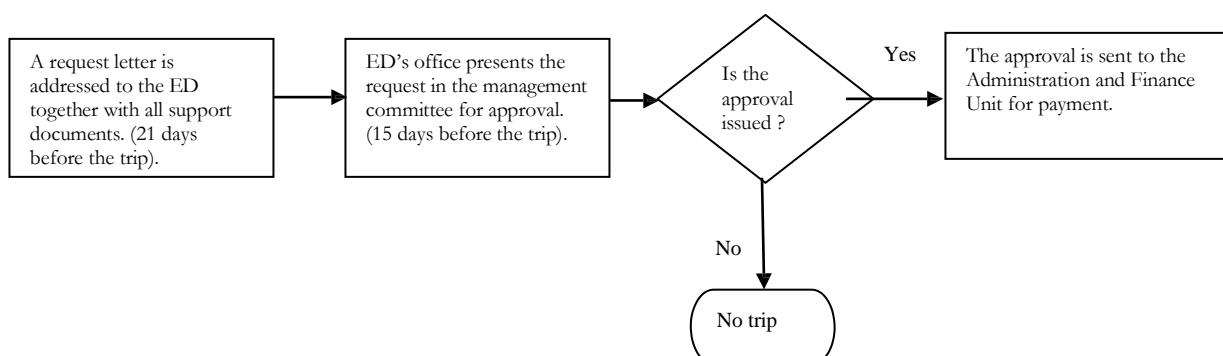 A request letter is
addressed to the ED
together with all support
documents. (21 days
before the trip).
ED’s office presents the
request in the management
committee for approval.
(15 days before the trip).
Is the
approval
issued ?
Yes
The approval is sent to the
Administration and Finance
Unit for payment.
No
No trip